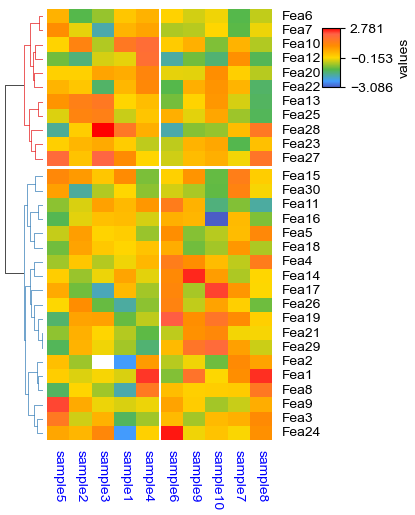 Fea6
Fea7
Fea10
Fea12
Fea20
Fea22
Fea13
Fea25
Fea28
Fea23
Fea27
Fea15
Fea30
Fea11
Fea16
Fea5
Fea18
Fea4
Fea14
Fea17
Fea26
Fea19
Fea21
Fea29
Fea2
Fea1
Fea8
Fea9
Fea3
Fea24
sample5
sample2
sample3
sample1
sample4
sample6
sample9
sample10
sample7
sample8
2.781
−0.153
−3.086
values